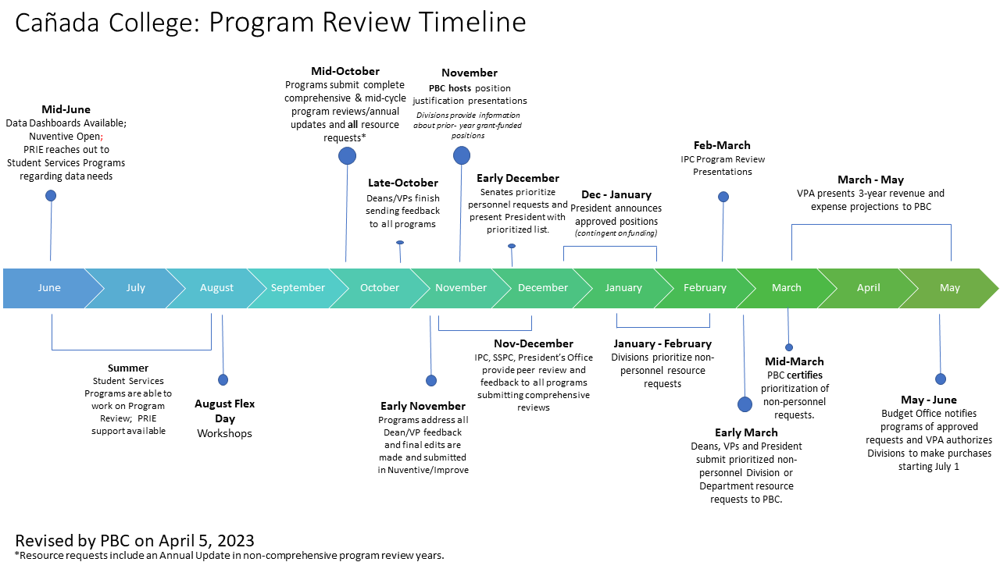 Cañada College: Program Review Timeline
Mid-June
Data Dashboards Available;
Nuventive Open;
PRIE reaches out to
Student Services Programs
regarding data needs
Mid-October
Programs submit complete
comprehensive & mid-cycle
program reviews/annual
updates and all resource
requests*
Late-October
Deans/VPs finish
sending feedback
to all programs
November
PBC hosts position
justification presentations
Divisions provide information
about prior- year grant-funded
positions
Early December
Senates prioritize
personnel requests and
present President with
prioritized list.
Dec - January
President announces
approved positions
(contingent on funding)
Feb-March
IPC Program Review
Presentations
March - May
VPA presents 3-year revenue and
expense projections to PBC
June
July
August
September
October
November
December
January
February
March
April
May
Summer
Student Services
Programs are able to
work on Program
Review; PRIE
support available
August Flex
Day
Workshops
Early November
Programs address all
Dean/VP feedback
and final edits are
made and submitted
in Nuventive/Improve
Nov-December
IPC, SSPC, President’s Office
provide peer review and
feedback to all programs
submitting comprehensive
reviews
January - February
Divisions prioritize non-
personnel resource
requests
Early March
Deans, VPs and President
submit prioritized non-
personnel Division or
Department resource
requests to PBC.
Mid-March
PBC certifies
prioritization of
non-personnel
requests.
May - June
Budget Office notifies
programs of approved
requests and VPA authorizes
Divisions to make purchases
starting July 1
Revised by PBC on April 5, 2023
*Resource requests include an Annual Update in non-comprehensive program review years.